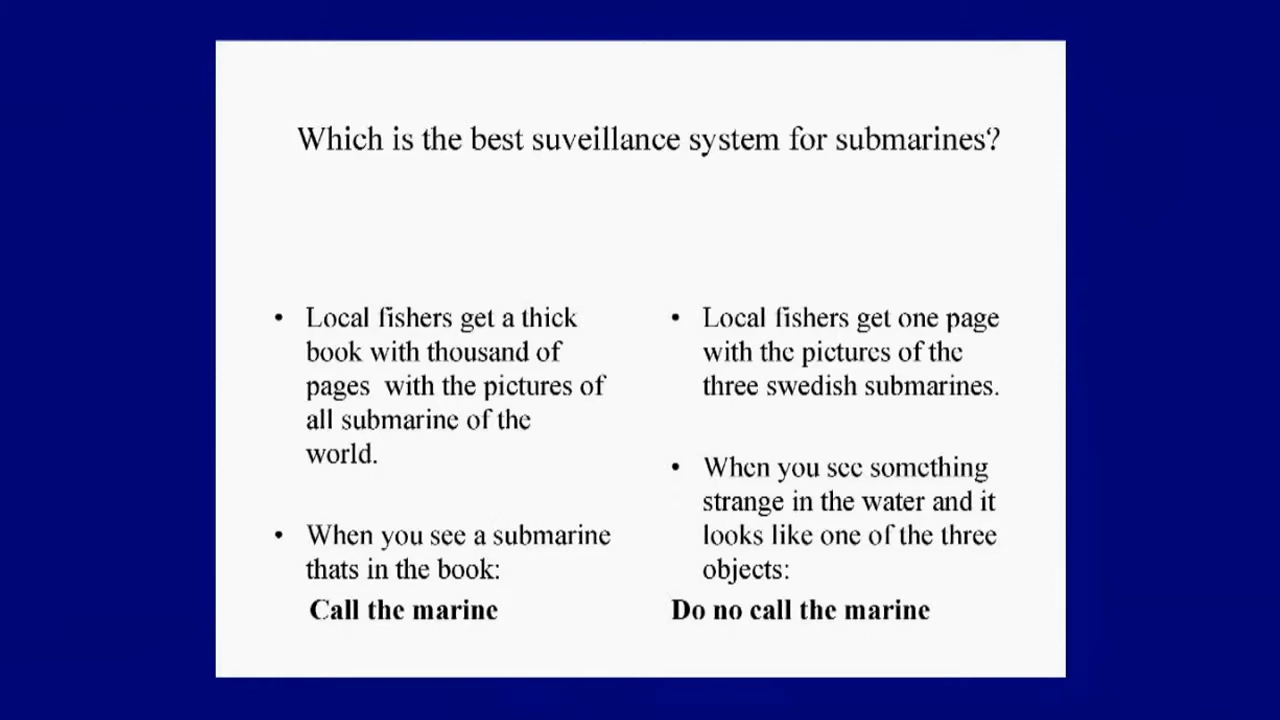 Which is the best suveillance system for submarines?
• Local fishers get a thick
book with thousand of
pages  with the pictures of
all submarine of the
world.
• When you see a submarine
thats in the book:
Call the marine
• Local fishers get one page
with the pictures of the
three swedish submarines.
• When you see something
strange in the water and it
looks like one of the three
objects:
Do no call the marine